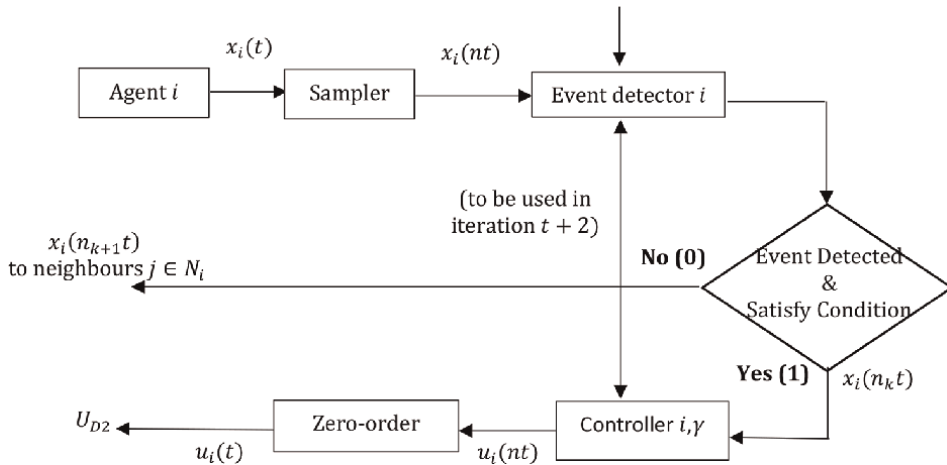 x_i(t)
x_i(nt)
Agent i
Sampler
Event detector i
(to be used in
iteration t + 2)
x_i(n_{k+1}t)
to neighbours j ∈ N_i
No (0)
Event Detected
&
Satisfy Condition
Yes (1)
x_i(n_k t)
U_{D2}
Zero-order
Controller i,γ
u_i(t)
u_i(nt)